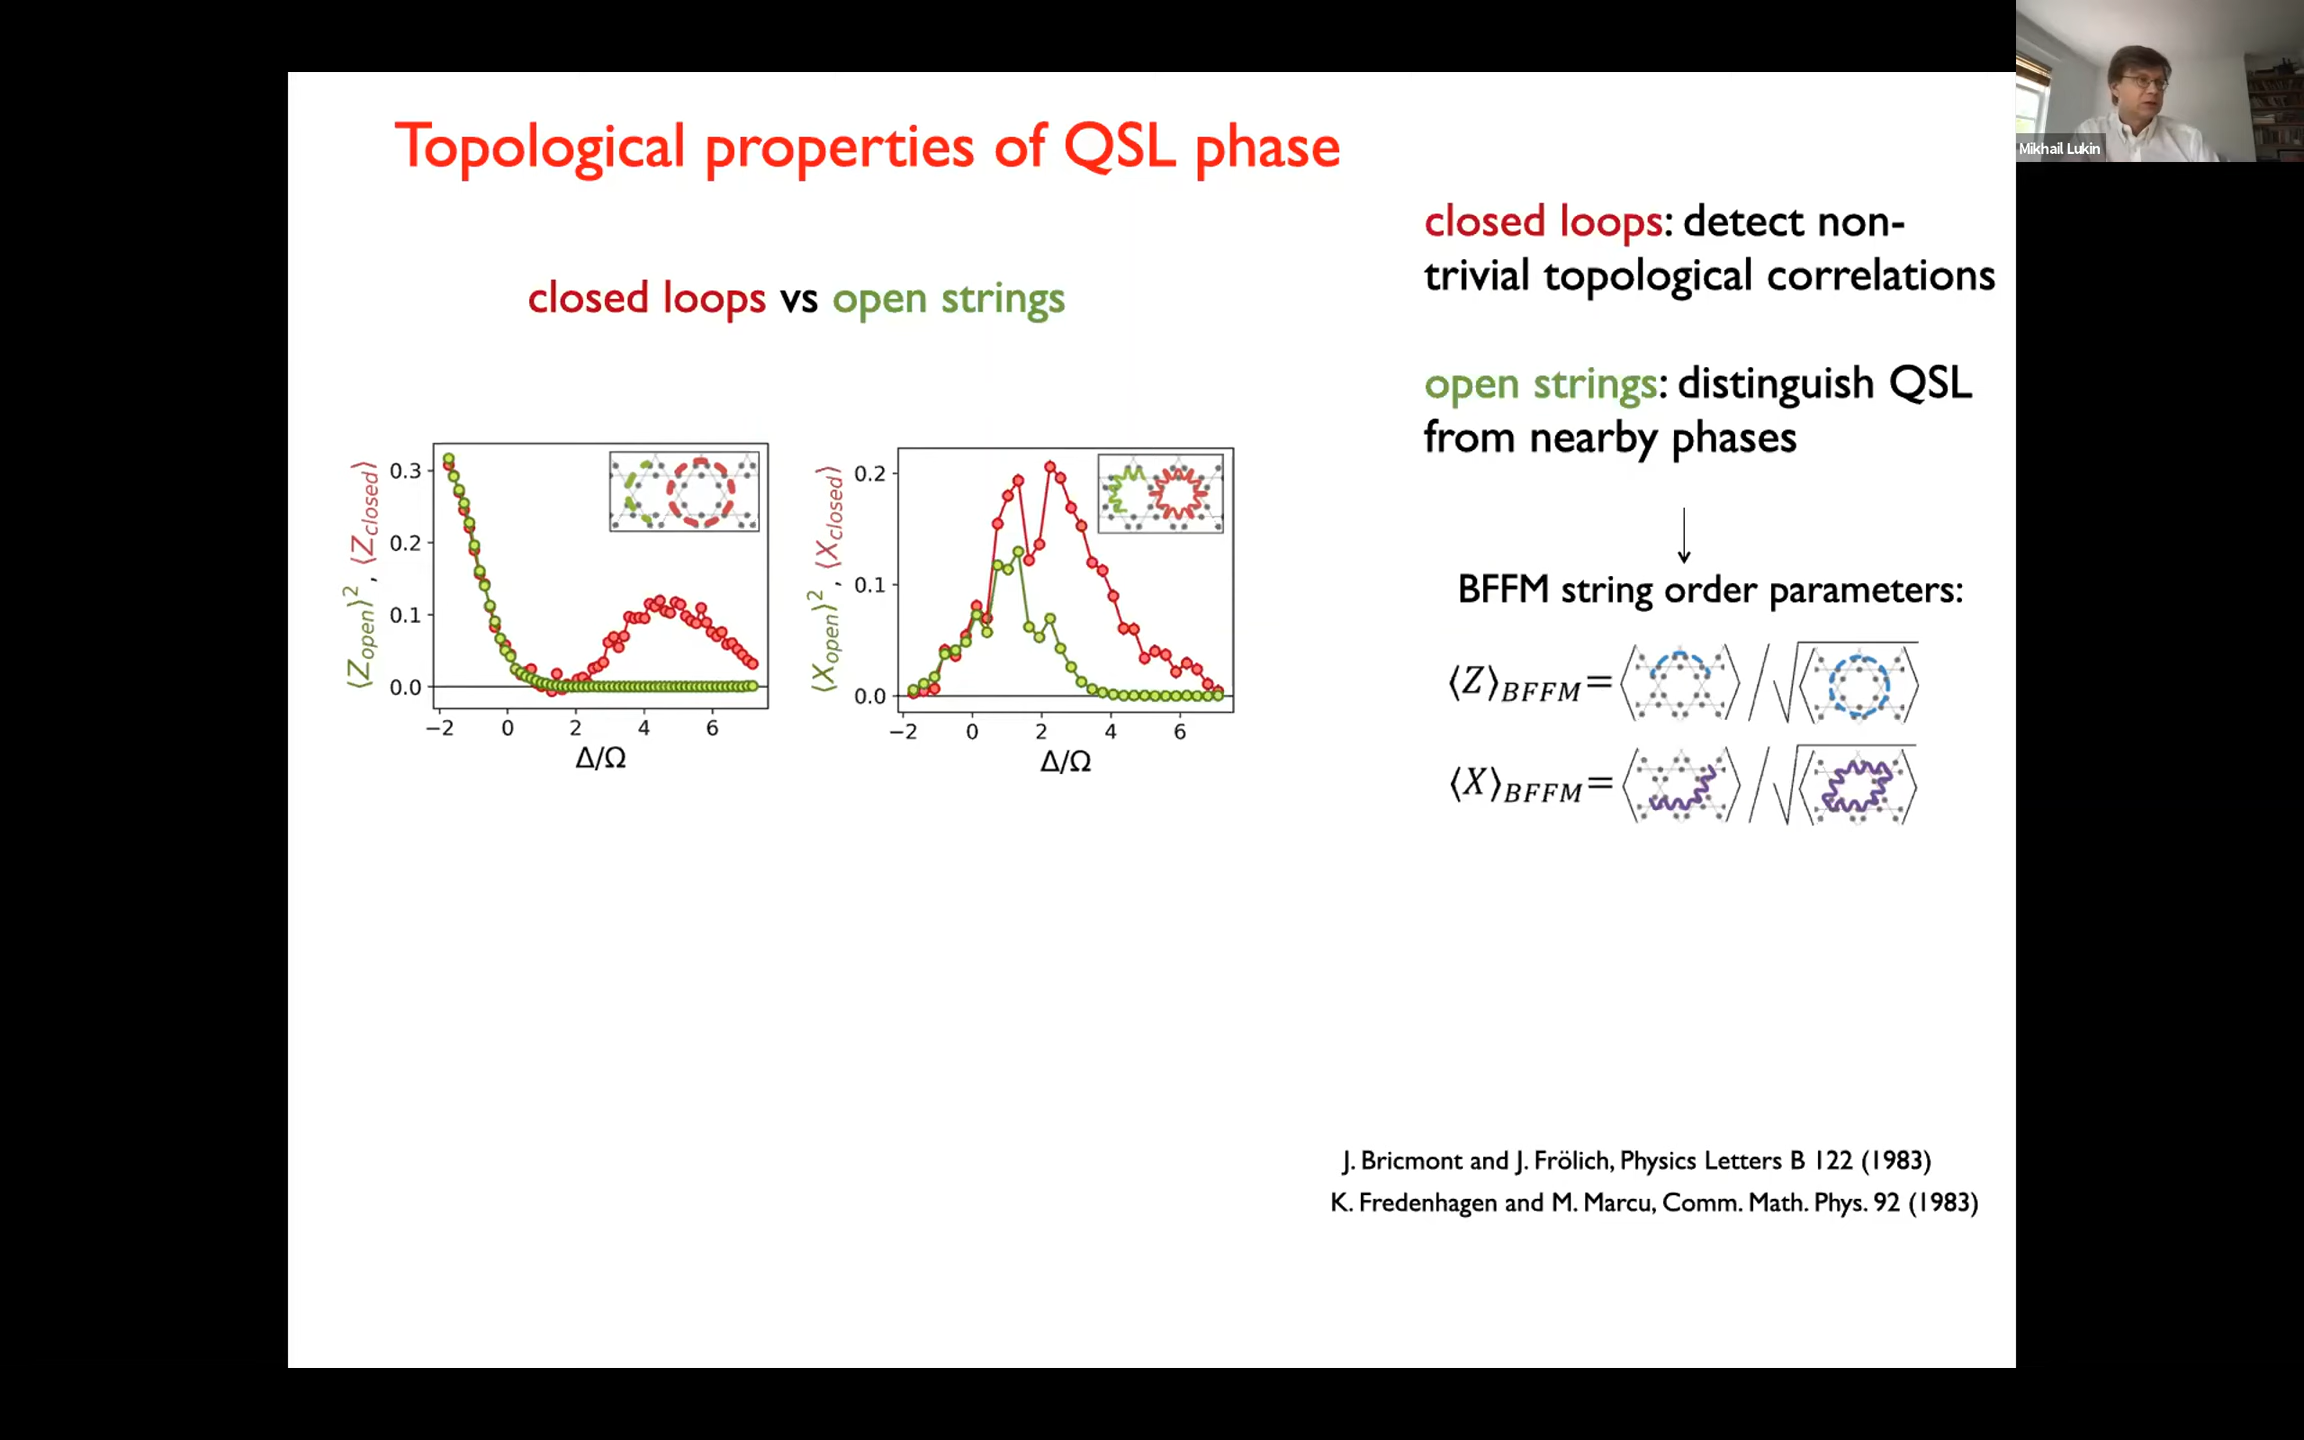 Topological properties of QSL phase
Mikhail Lukin
closed loops vs open strings
closed loops: detect non-
trivial topological correlations
open strings: distinguish QSL
from nearby phases
BFFM string order parameters:
⟨Z⟩BFFM=
⟨X⟩BFFM=
⟨Zopen⟩², ⟨Zclosed⟩
0.3
0.2
0.1
0.0
−2 0 2 4 6
Δ/Ω
⟨Xopen⟩², ⟨Xclosed⟩
0.2
0.1
0.0
−2 0 2 4 6
Δ/Ω
J. Bricmont and J. Frölich, Physics Letters B 122 (1983)
K. Fredenhagen and M. Marcu, Comm. Math. Phys. 92 (1983)